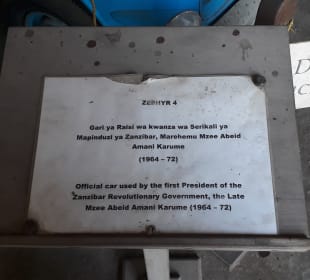 ZEPHYR 4
Gari ya Raisi wa kwanza wa Serikali ya
Mapinduzi ya Zanzibar, Marehemu Mzee Abeid
Amani Karume
(1964 – 72)
Official car used by the first President of the
Zanzibar Revolutionary Government, the Late
Mzee Abeid Amani Karume (1964 – 72)